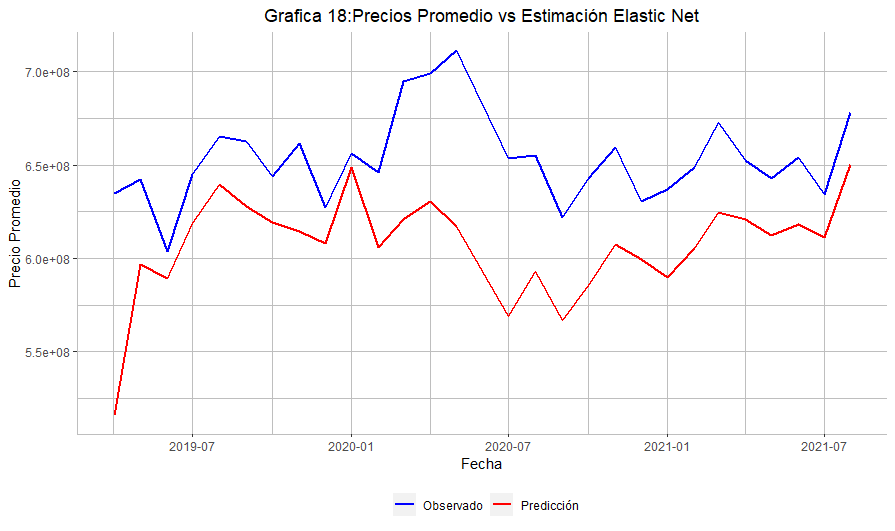 Grafica 18:Precios Promedio vs Estimación Elastic Net
Precio Promedio
7.0e+08
6.5e+08
6.0e+08
5.5e+08
2019-07 2020-01 2020-07 2021-01 2021-07
Fecha
Observado Predicción